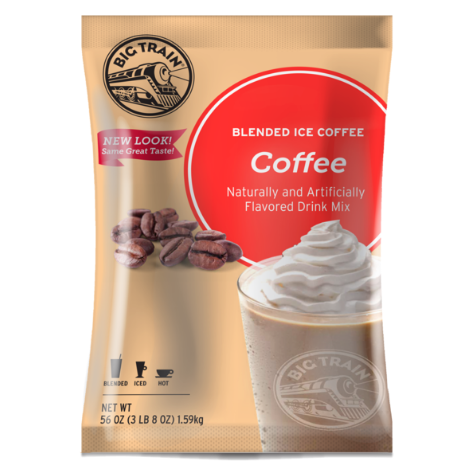 BIG TRAIN®
NEW LOOK!
Same Great Taste!
BLENDED ICE COFFEE
Coffee
Naturally and Artificially
Flavored Drink Mix
BIG TRAIN
BLENDED ICED HOT
NET WT
56 OZ (3 LB 8 OZ) 1.59kg